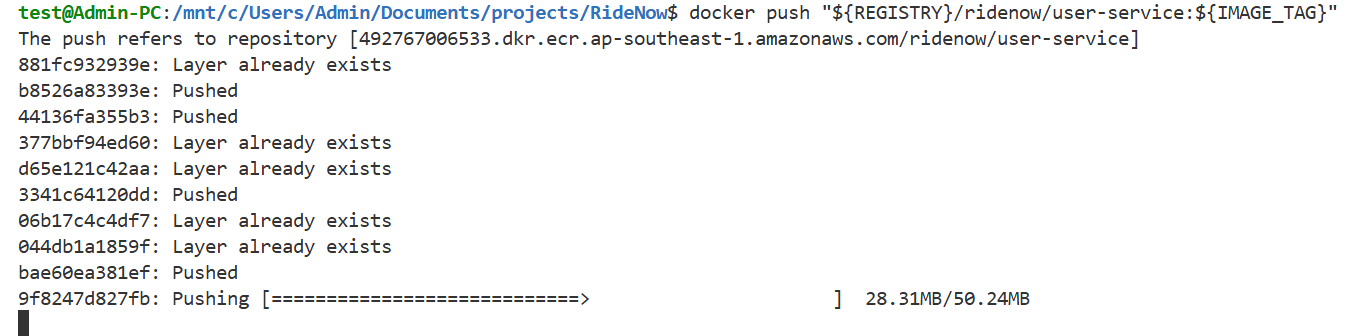 test@Admin-PC:/mnt/c/Users/Admin/Documents/projects/RideNow$ docker push "${REGISTRY}/ridenow/user-service:${IMAGE_TAG}"
The push refers to repository [492767006533.dkr.ecr.ap-southeast-1.amazonaws.com/ridenow/user-service]
881fc932939e: Layer already exists
b8526a83393e: Pushed
44136fa355b3: Pushed
377bbf94ed60: Layer already exists
d65e121c42aa: Layer already exists
3341c64120dd: Pushed
06b17c4c4df7: Layer already exists
044db1a1859f: Layer already exists
bae60ea381ef: Pushed
9f8247d827fb: Pushing [============================>                      ]  28.31MB/50.24MB